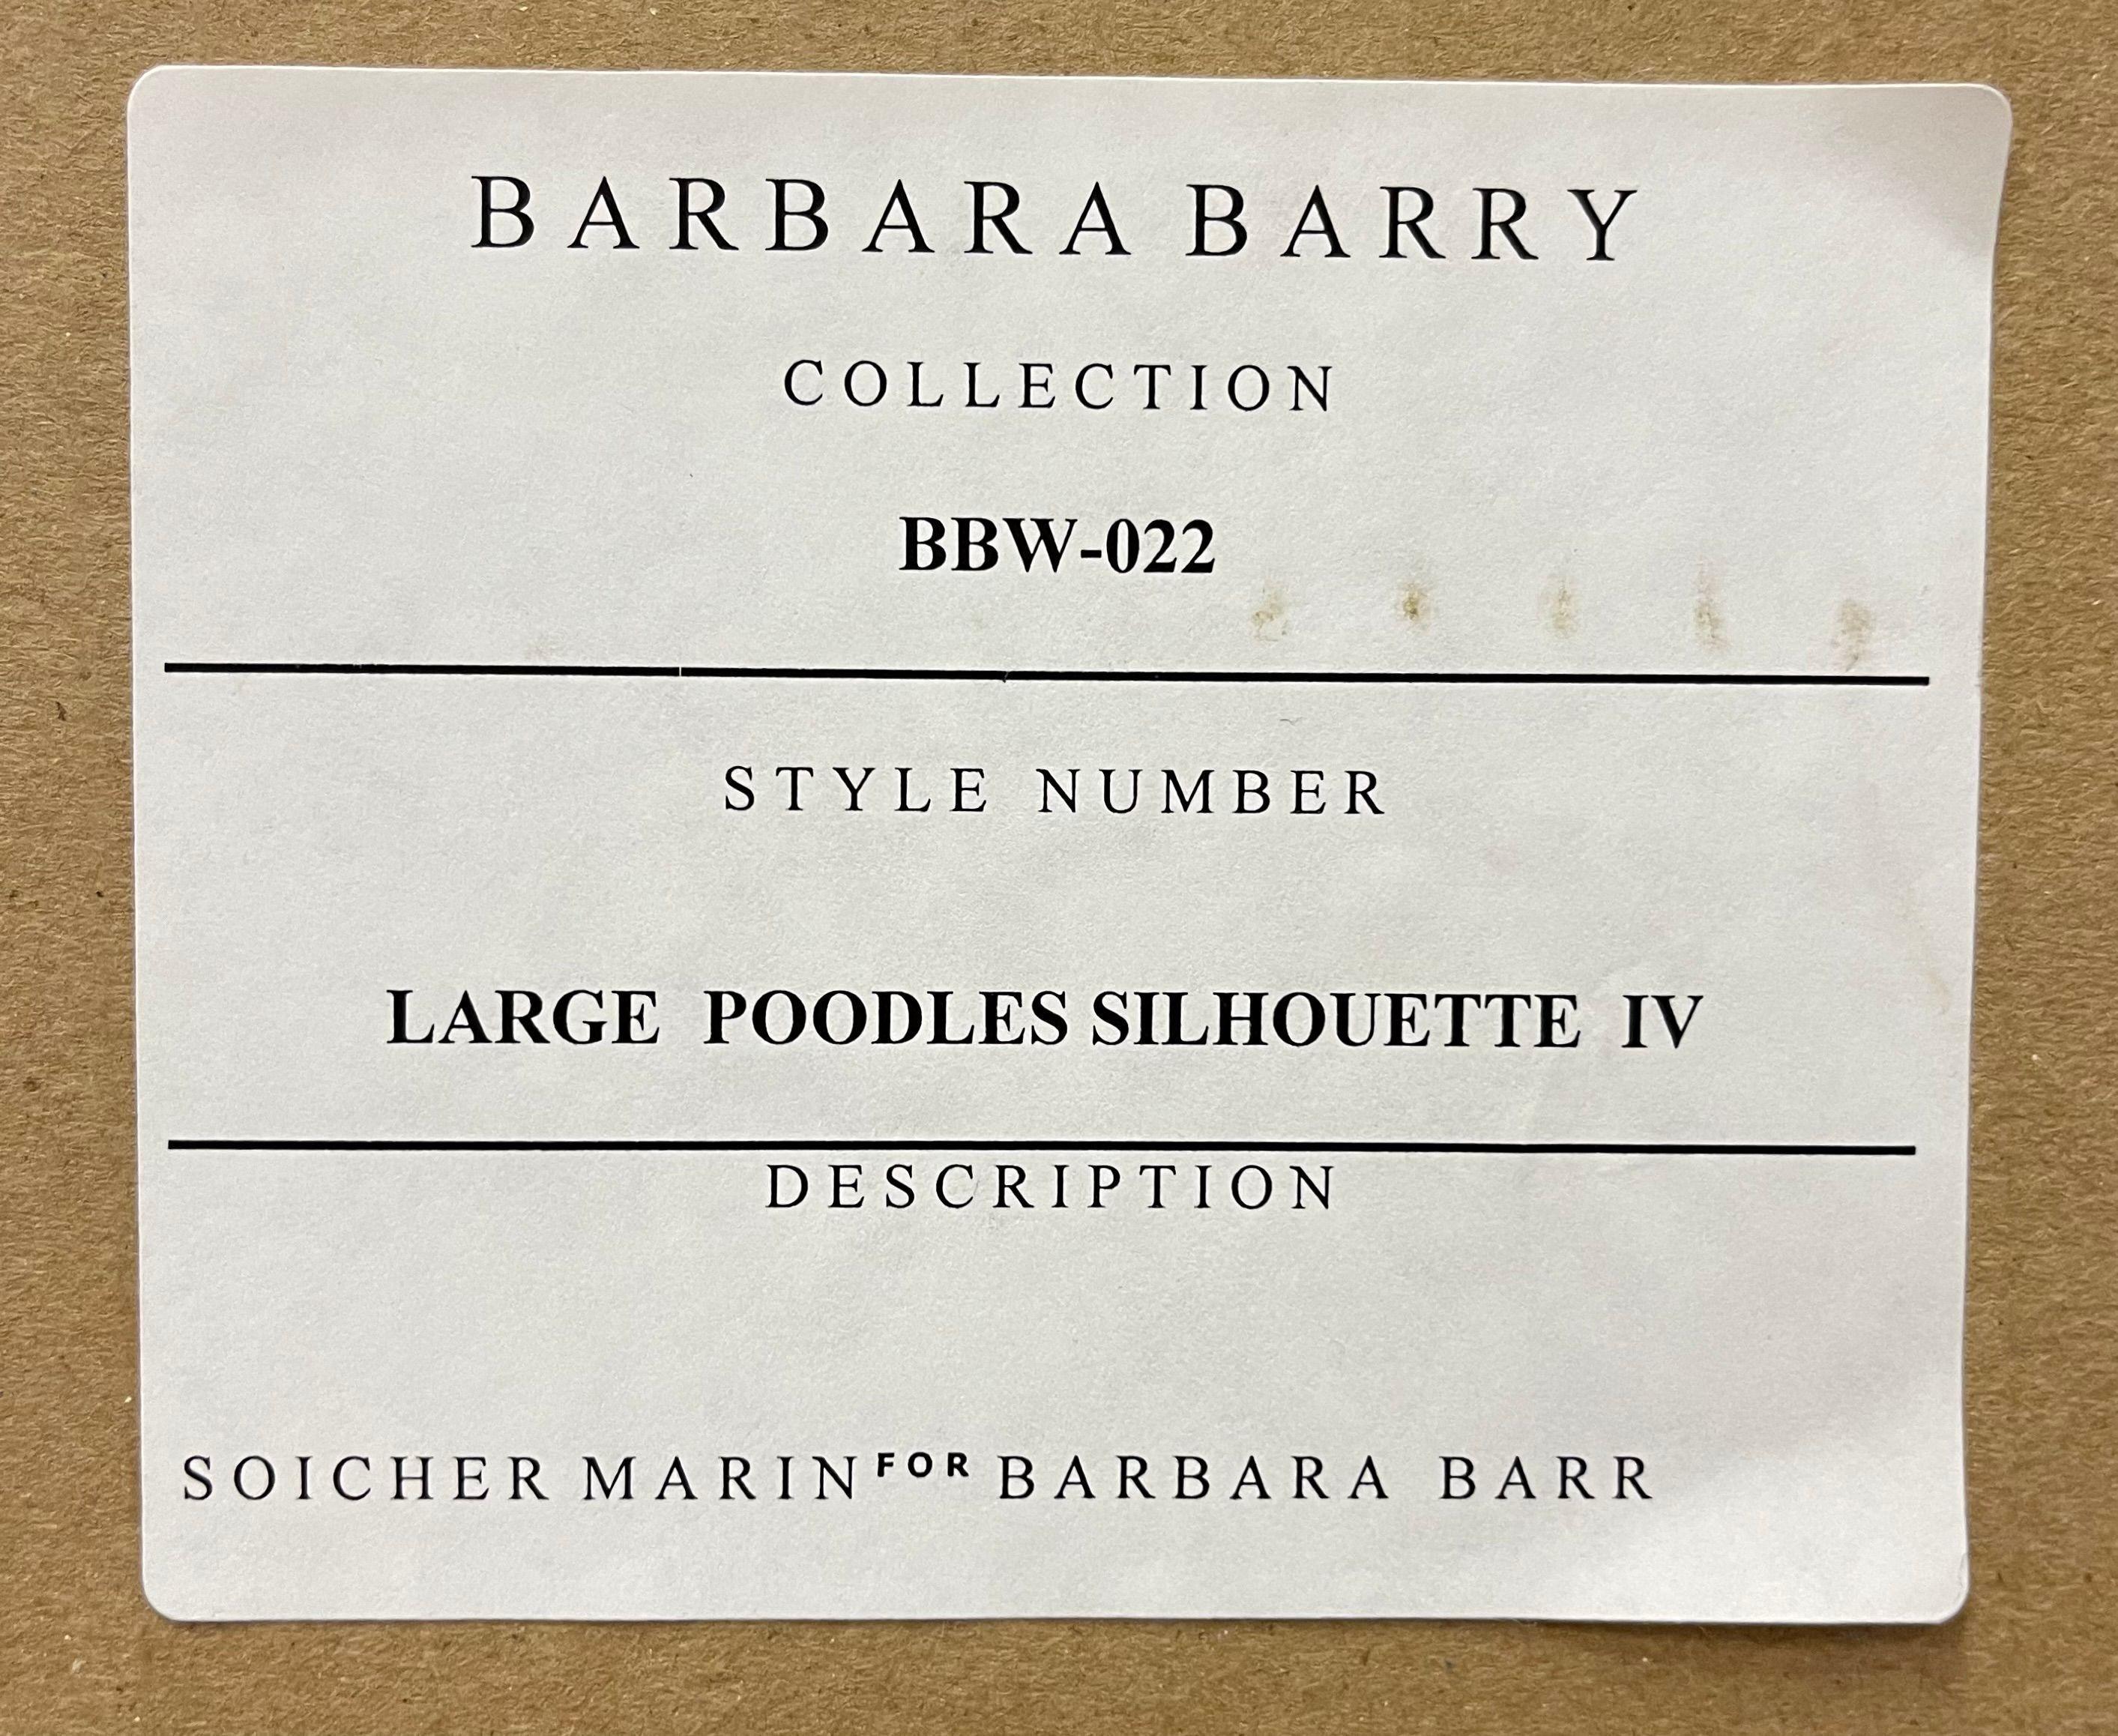 BARBARA BARRY
COLLECTION
BBW-022
STYLE NUMBER
LARGE POODLES SILHOUETTE IV
DESCRIPTION
SOICHER MARIN FOR BARBARA BARR